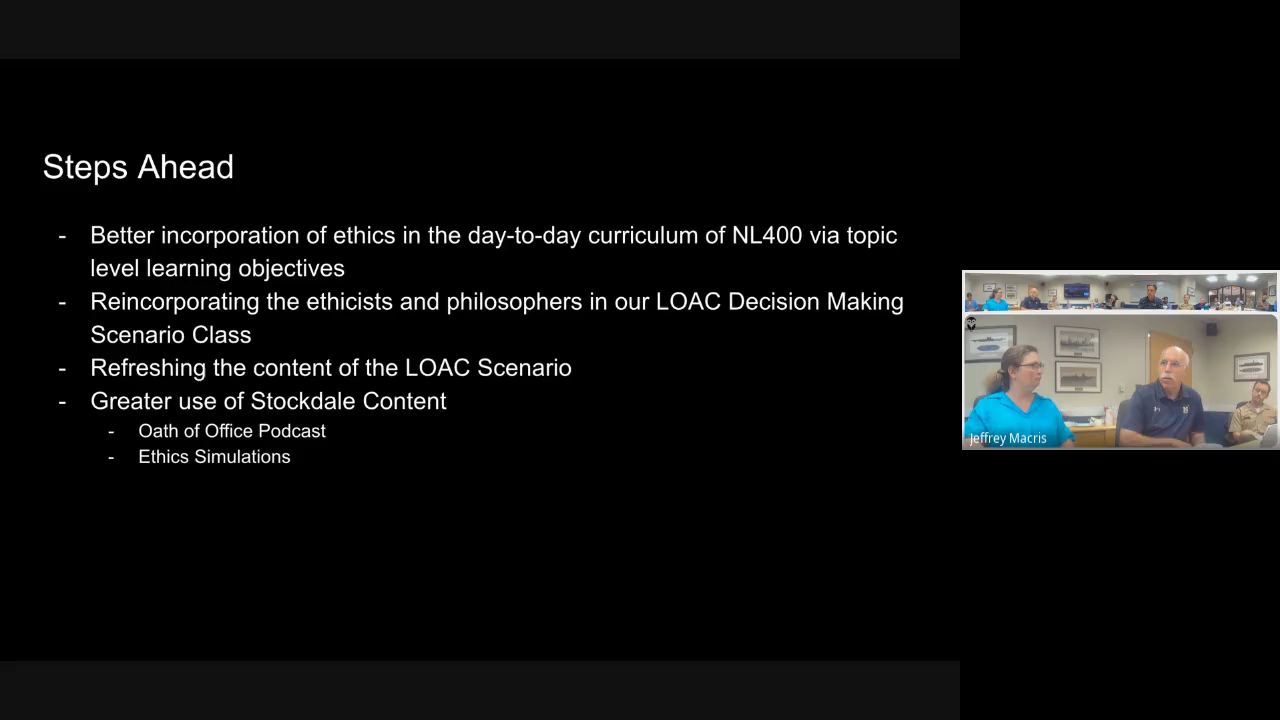 Steps Ahead
- Better incorporation of ethics in the day-to-day curriculum of NL400 via topic
level learning objectives
- Reincorporating the ethicists and philosophers in our LOAC Decision Making
Scenario Class
- Refreshing the content of the LOAC Scenario
- Greater use of Stockdale Content
- Oath of Office Podcast
- Ethics Simulations
Jeffrey Macris